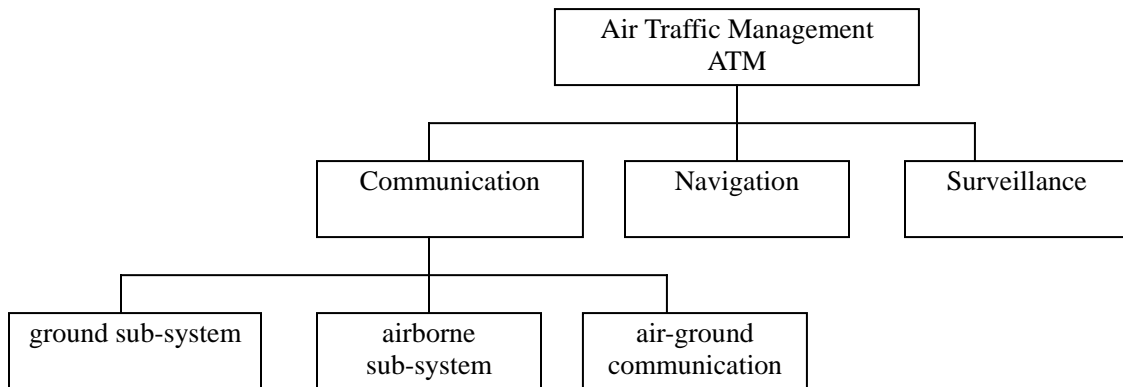 Air Traffic Management
ATM
Communication
Navigation
Surveillance
ground sub-system
airborne
sub-system
air-ground
communication